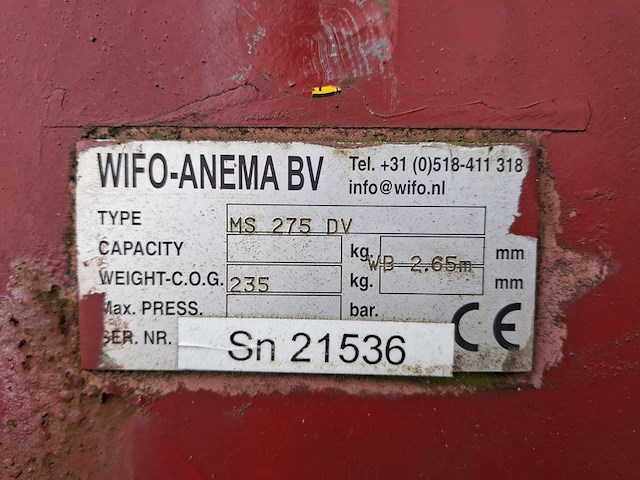 WIFO-ANEMA BV Tel. +31 (0)518-411 318
info@wifo.nl
TYPE MS 275 DV
CAPACITY kg. WB 2.65m mm
WEIGHT-C.O.G. 235 kg. mm
Max. PRESS. bar.
SER. NR. Sn 21536 CE